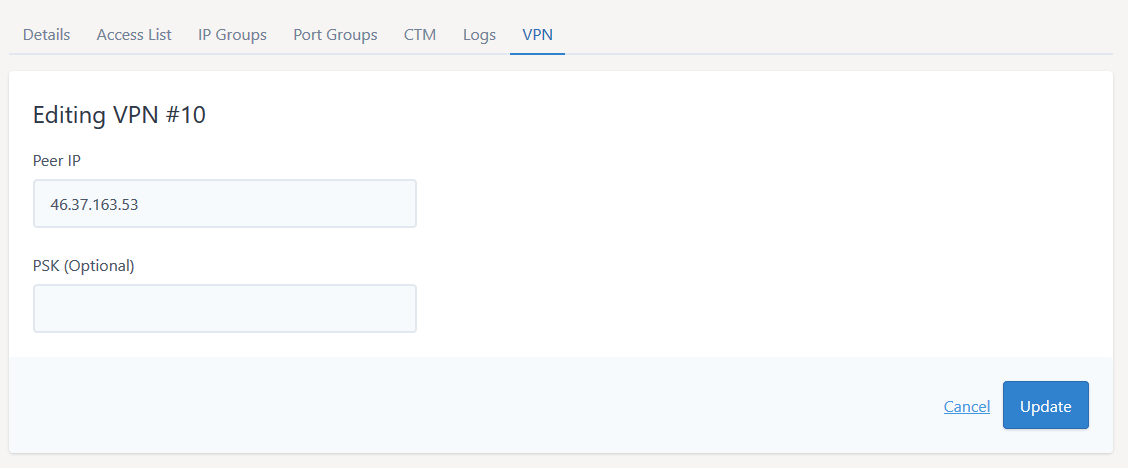 Details Access List IP Groups Port Groups CTM Logs VPN
Editing VPN #10
Peer IP
46.37.163.53
PSK (Optional)
Cancel Update